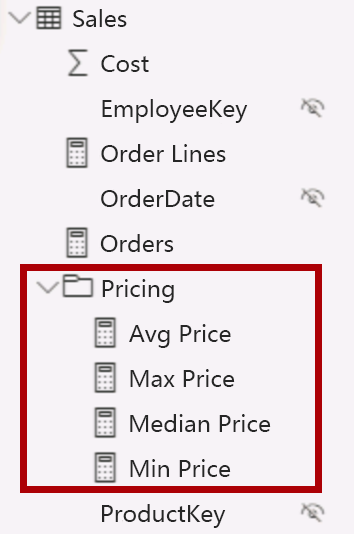 Sales
Cost
EmployeeKey
Order Lines
OrderDate
Orders
Pricing
Avg Price
Max Price
Median Price
Min Price
ProductKey